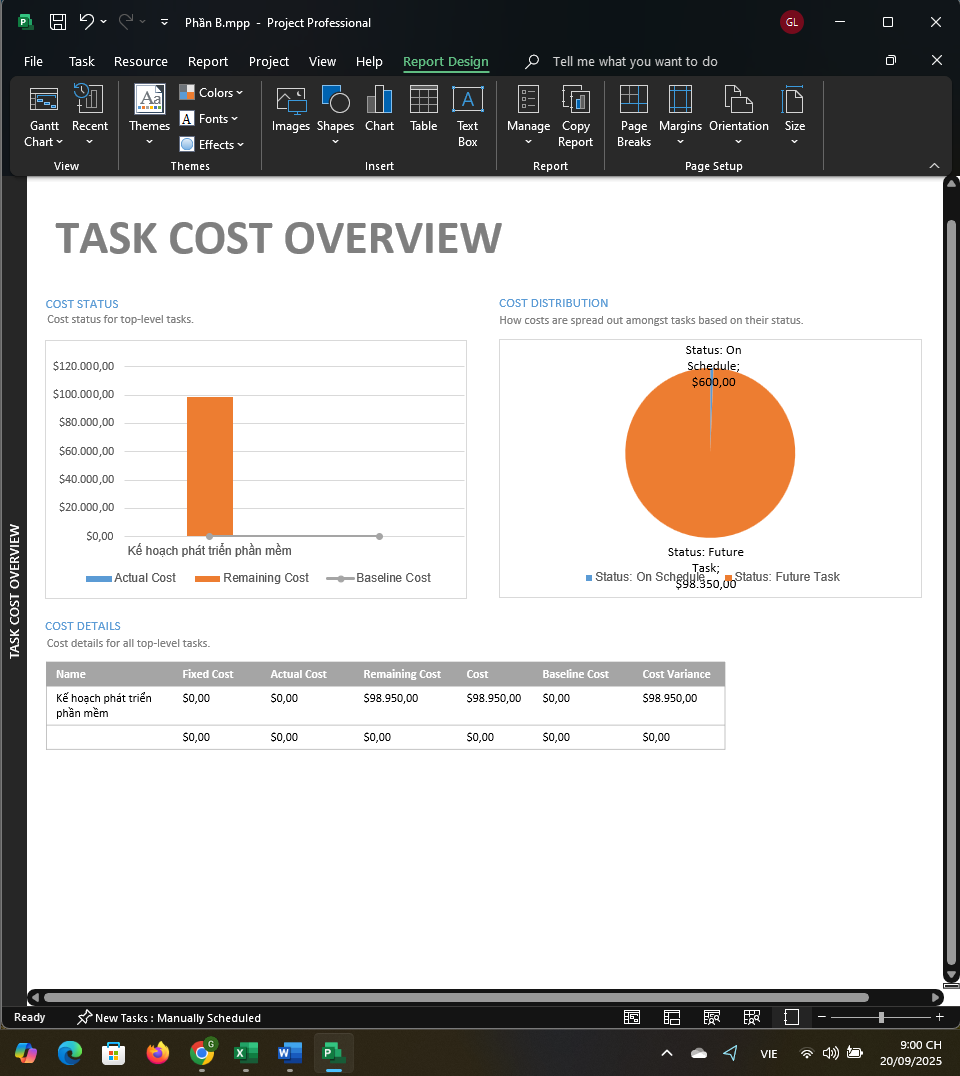 Phần B.mpp - Project Professional
GL
File Task Resource Report Project View Help Report Design Tell me what you want to do
Gantt Chart
Recent
View
Themes
Colors
Fonts
Effects
Themes
Images
Shapes
Chart
Table
Text Box
Insert
Manage
Copy Report
Report
Page Breaks
Margins
Orientation
Size
Page Setup
TASK COST OVERVIEW
TASK COST OVERVIEW
COST STATUS
Cost status for top-level tasks.
$120.000,00
$100.000,00
$80.000,00
$60.000,00
$40.000,00
$20.000,00
$0,00
Kế hoạch phát triển phần mềm
Actual Cost Remaining Cost Baseline Cost
COST DISTRIBUTION
How costs are spread out amongst tasks based on their status.
Status: On
Schedule;
$600,00
Status: Future
Task;
$98.350,00
Status: On Schedule Status: Future Task
COST DETAILS
Cost details for all top-level tasks.
Name Fixed Cost Actual Cost Remaining Cost Cost Baseline Cost Cost Variance
Kế hoạch phát triển $0,00 $0,00 $98.950,00 $98.950,00 $0,00 $98.950,00
phần mềm
$0,00 $0,00 $0,00 $0,00 $0,00 $0,00
Ready New Tasks : Manually Scheduled
VIE
9:00 CH
20/09/2025